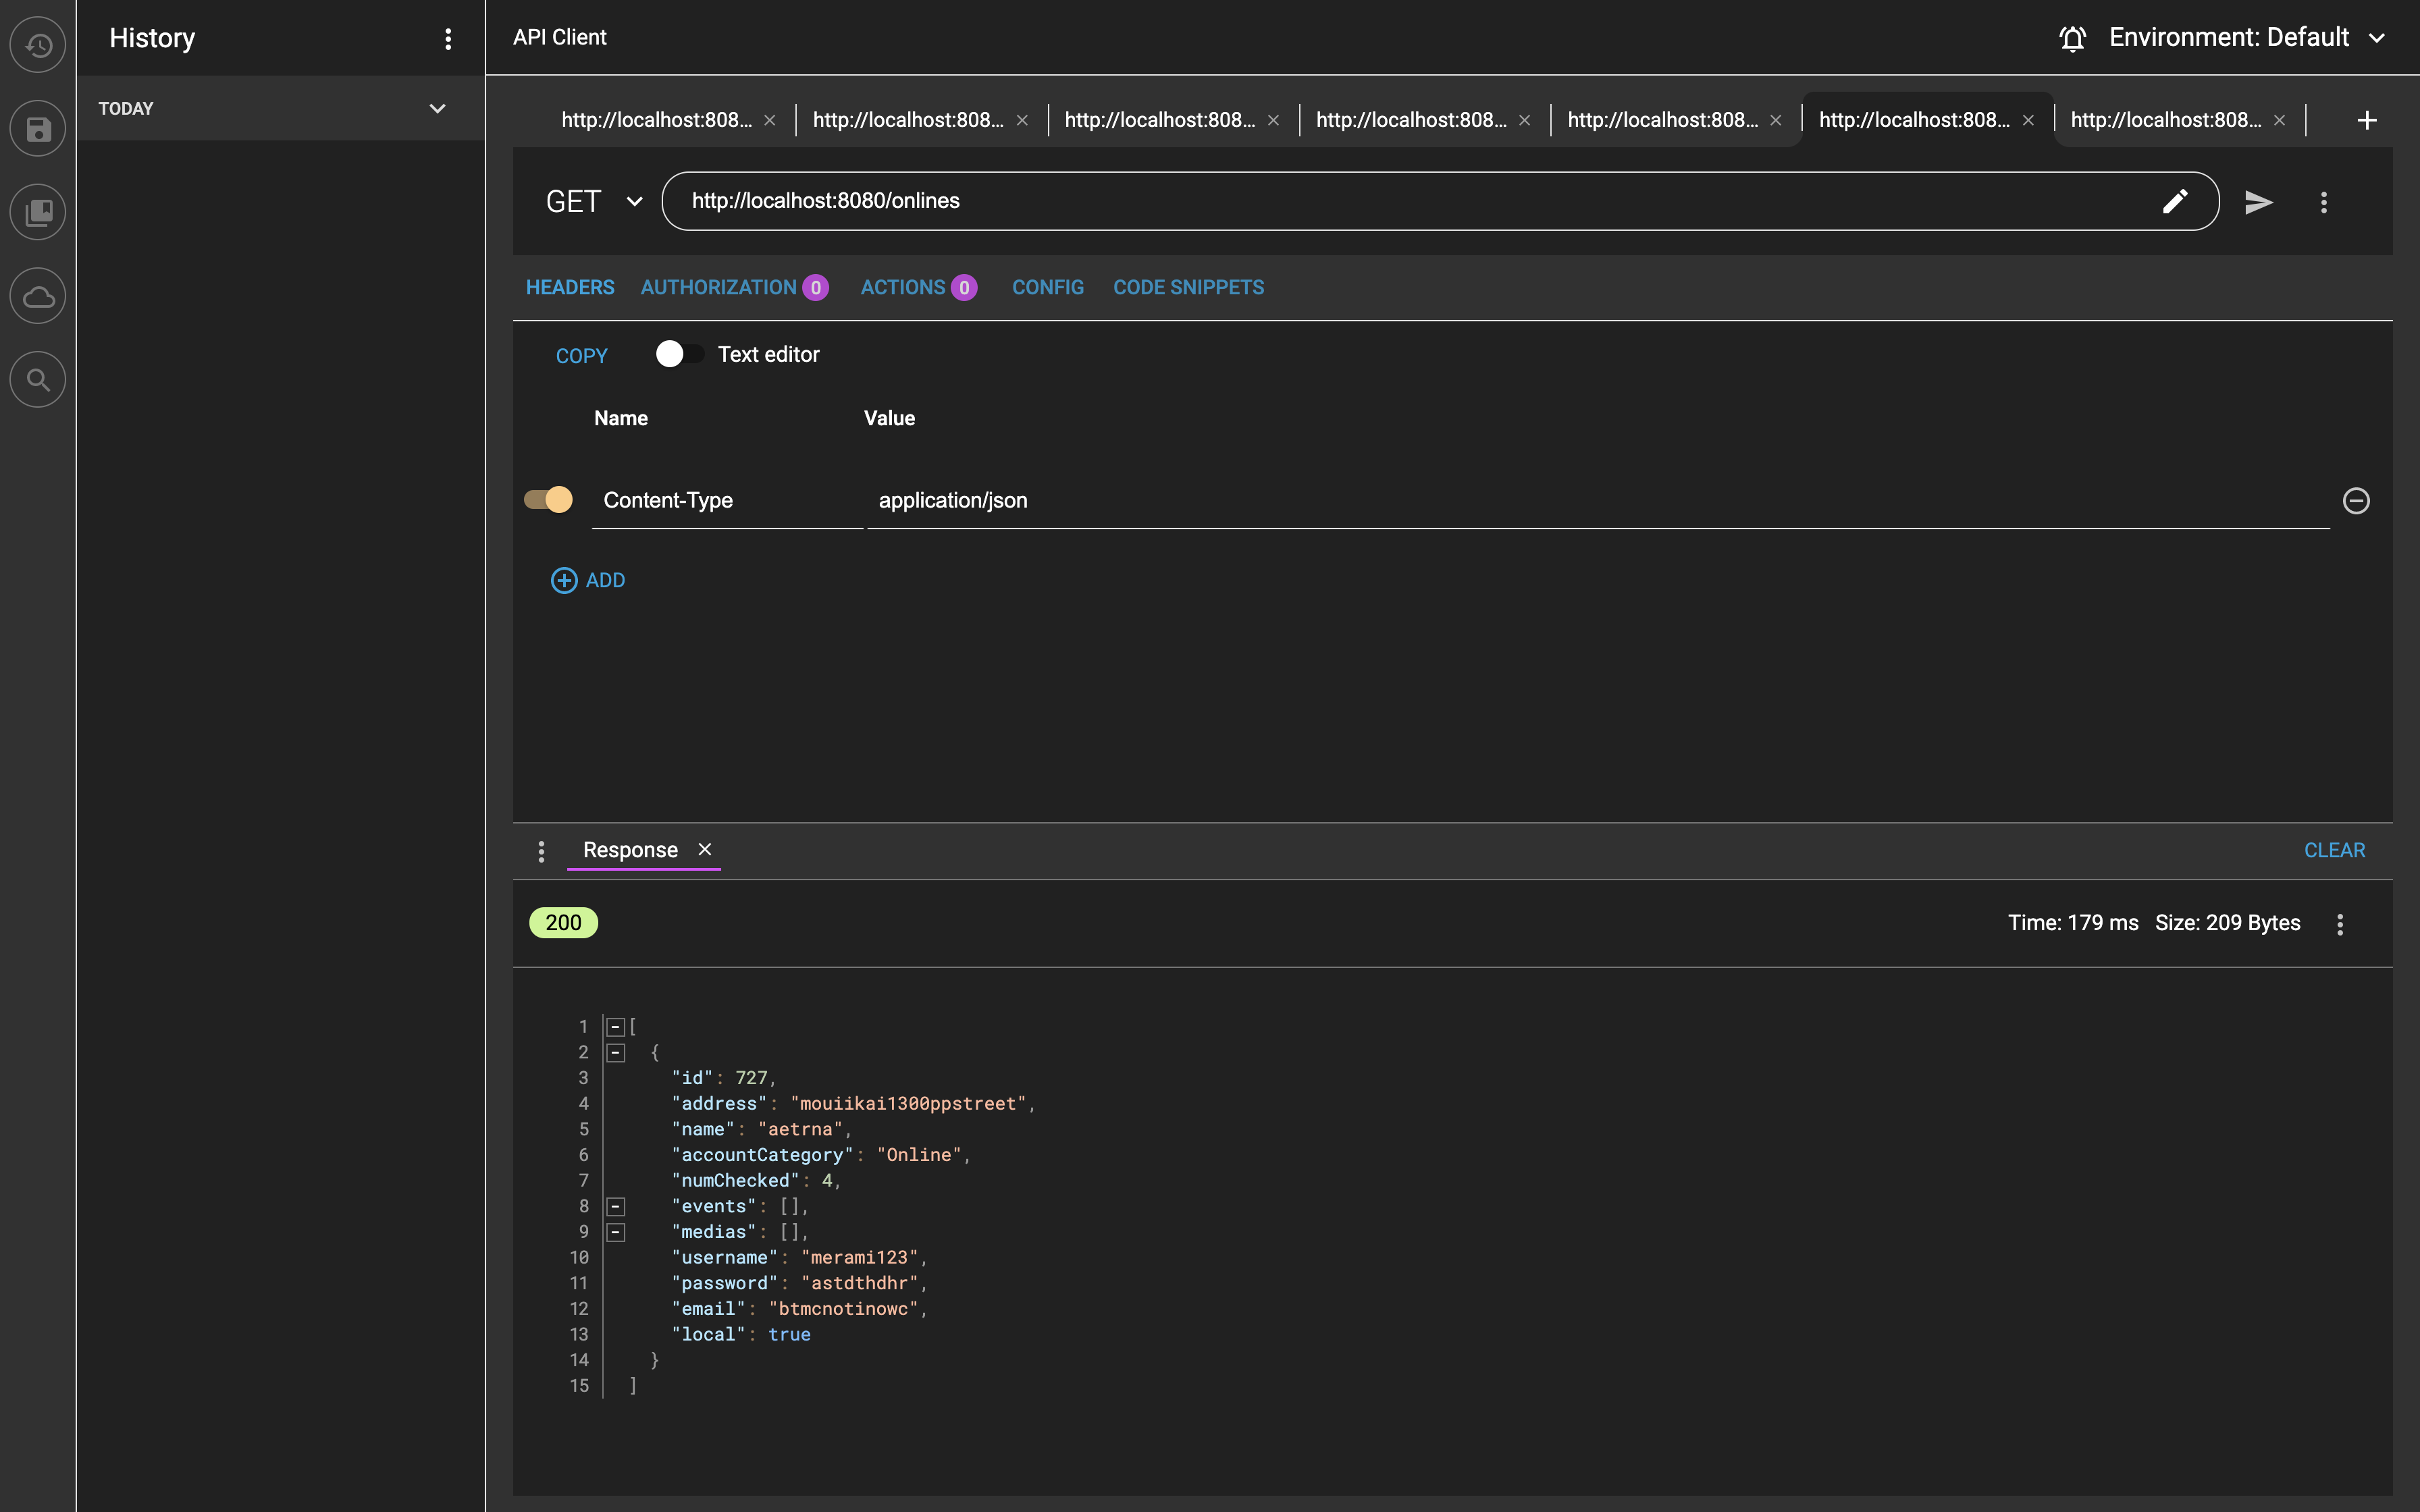 History
API Client
Environment: Default
TODAY
http://localhost:808...
http://localhost:808...
http://localhost:808...
http://localhost:808...
http://localhost:808...
http://localhost:808...
http://localhost:808...
GET
http://localhost:8080/onlines
HEADERS AUTHORIZATION 0 ACTIONS 0 CONFIG CODE SNIPPETS
COPY Text editor
Name Value
Content-Type application/json
ADD
Response CLEAR
200 Time: 179 ms Size: 209 Bytes
1 [
2 {
3 "id": 727,
4 "address": "mouiikai1300ppstreet",
5 "name": "aetrna",
6 "accountCategory": "Online",
7 "numChecked": 4,
8 "events": [],
9 "medias": [],
10 "username": "merami123",
11 "password": "astdthdhr",
12 "email": "btmcnotinowc",
13 "local": true
14 }
15 ]